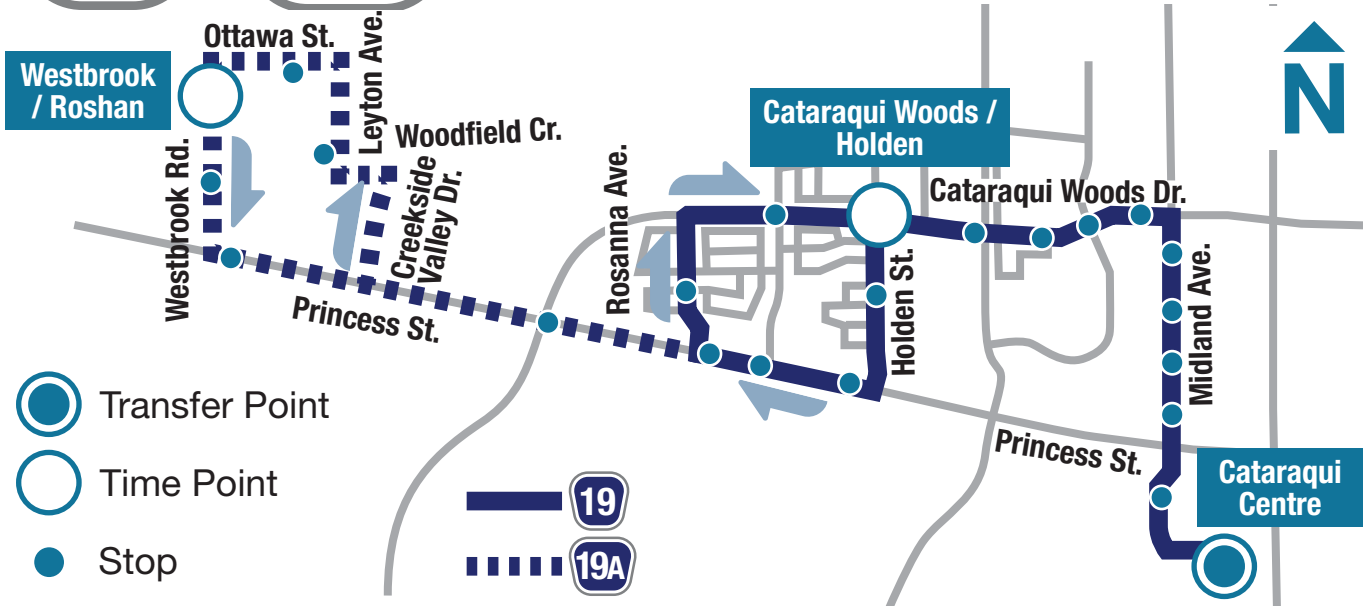 Ottawa St.
Leyton Ave.
Westbrook
/ Roshan
N
Woodfield Cr.
Cataraqui Woods /
Holden
Westbrook Rd.
Creekside
Valley Dr.
Rosanna Ave.
Cataraqui Woods Dr.
Holden St.
Midland Ave.
Princess St.
Transfer Point
Princess St.
Cataraqui
Centre
Time Point
19
Stop
19A